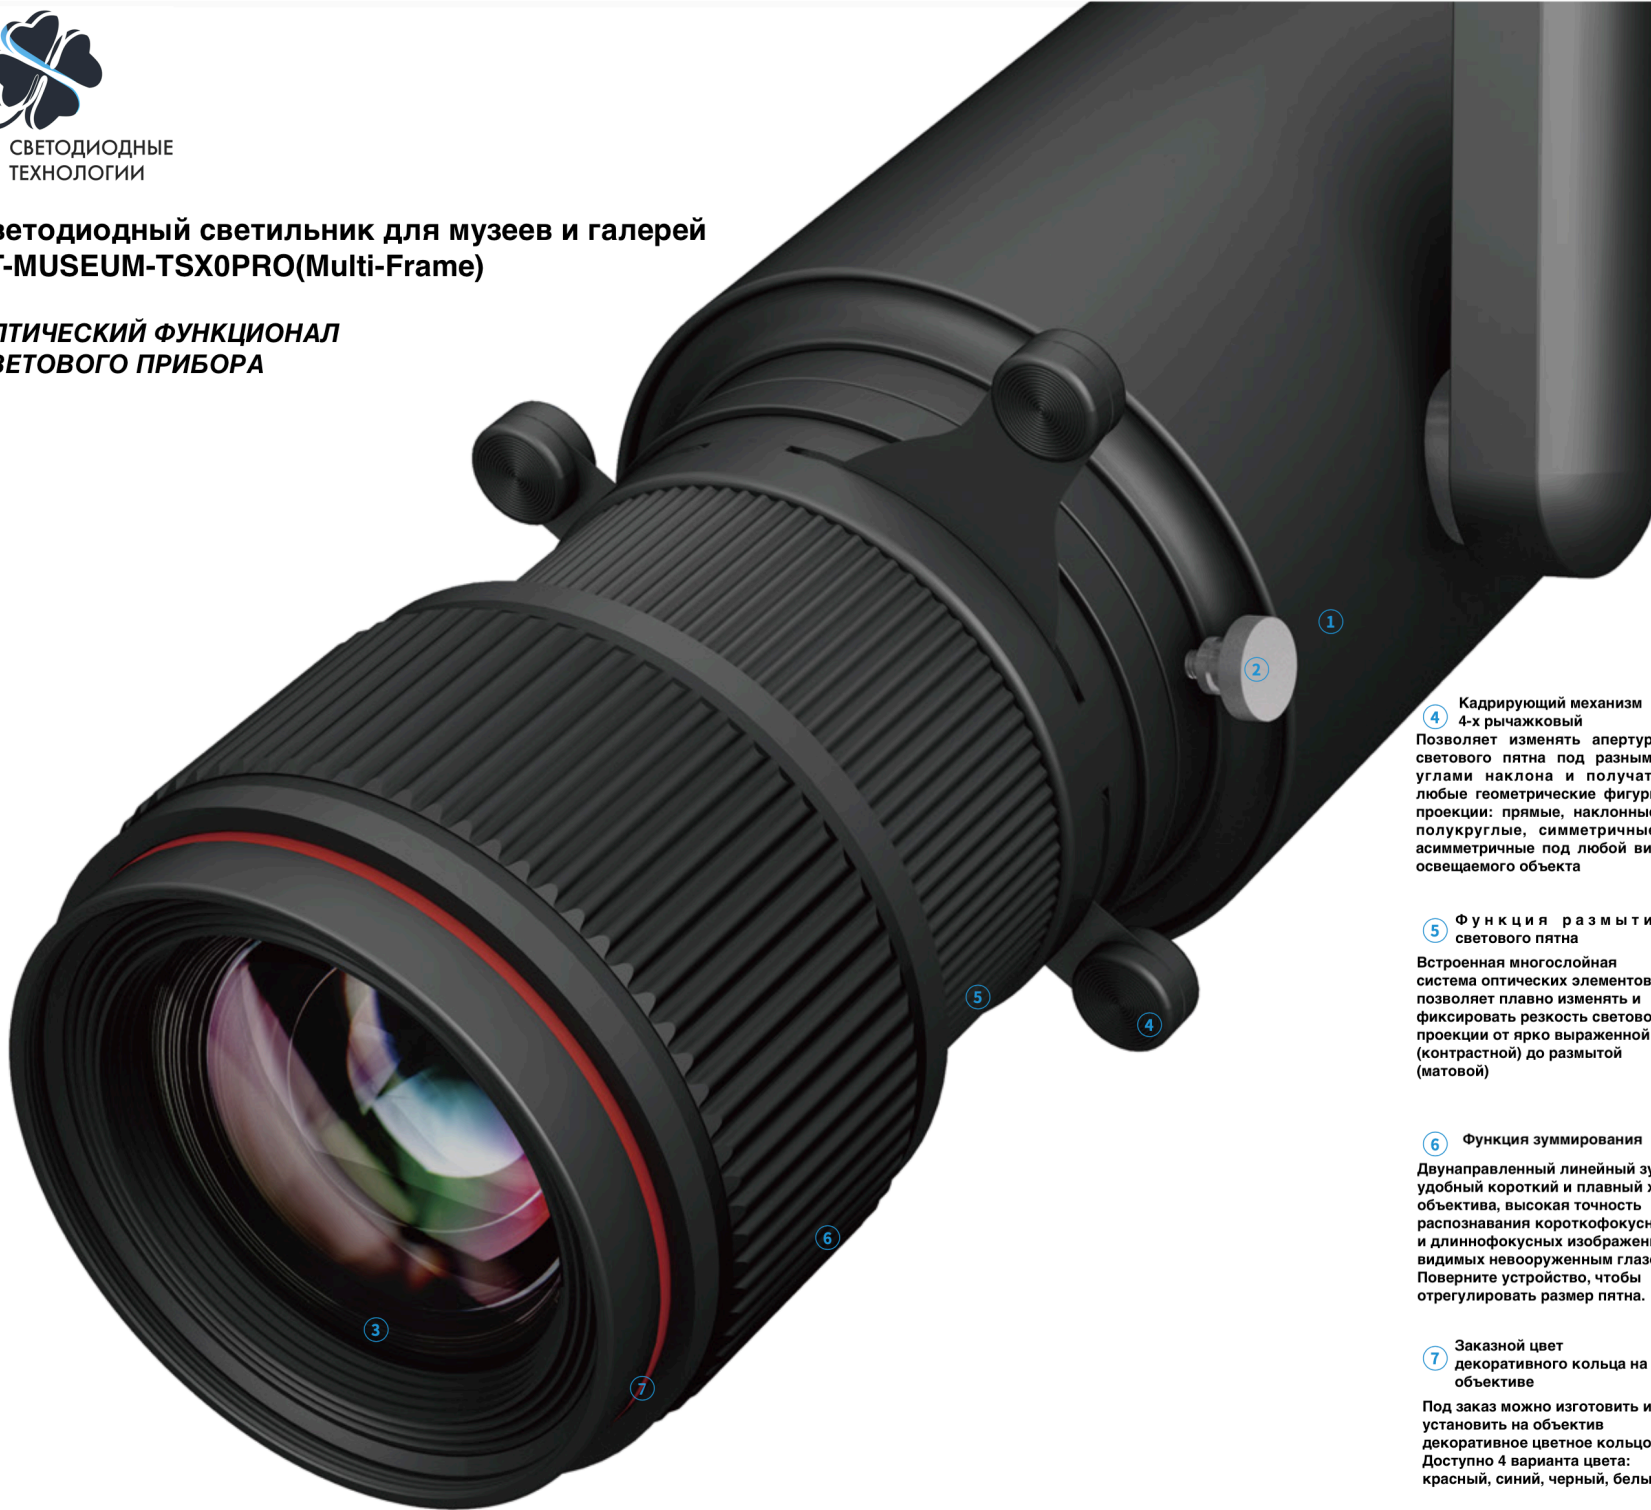 СВЕТОДИОДНЫЕ
ТЕХНОЛОГИИ
ветодиодный светильник для музеев и галерей
T-MUSEUM-TSX0PRO(Multi-Frame)
ПТИЧЕСКИЙ ФУНКЦИОНАЛ
ВЕТОВОГО ПРИБОРА
1
2
3
4
5
6
7
4 Кадрирующий механизм
4-х рычажковый
Позволяет изменять апертур
светового пятна под разным
углами наклона и получат
любые геометрические фигур
проекции: прямые, наклонные
полукруглые, симметричные
асимметричные под любой ви
освещаемого объекта
5 Функция размыти
светового пятна
Встроенная многослойная
система оптических элементов
позволяет плавно изменять и
фиксировать резкость светово
проекции от ярко выраженной
(контрастной) до размытой
(матовой)
6 Функция зуммирования
Двунаправленный линейный зу
удобный короткий и плавный х
объектива, высокая точность
распознавания короткофокусн
и длиннофокусных изображени
видимых невооруженным глазо
Поверните устройство, чтобы
отрегулировать размер пятна.
7 Заказной цвет
декоративного кольца на
объективе
Под заказ можно изготовить и
установить на объектив
декоративное цветное кольцо
Доступно 4 варианта цвета:
красный, синий, черный, белы